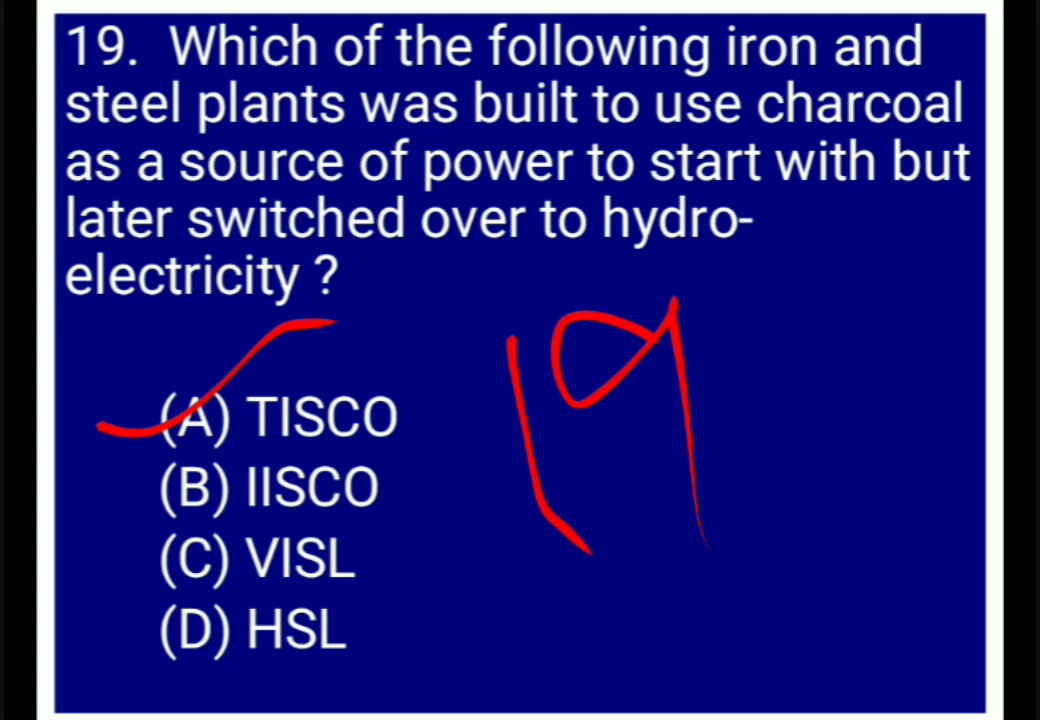 19. Which of the following iron and
steel plants was built to use charcoal
as a source of power to start with but
later switched over to hydro-
electricity ?
(A) TISCO
19
(B) IISCO
(C) VISL
(D) HSL